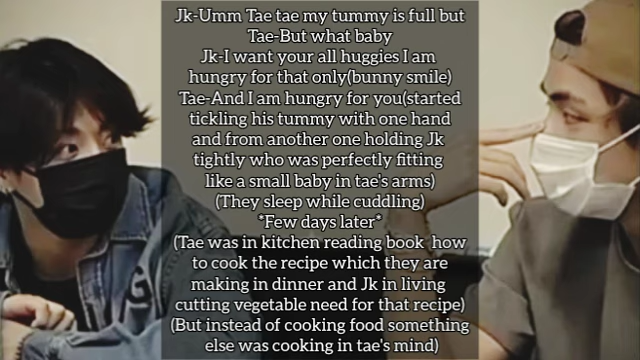 Jk-Umm Tae tae my tummy is full but
Tae-But what baby
Jk-I want your all huggies I am
hungry for that only(bunny smile)
Tae-And I am hungry for you(started
tickling his tummy with one hand
and from another one holding Jk
tightly who was perfectly fitting
like a small baby in tae's arms)
(They sleep while cuddling)
*Few days later*
(Tae was in kitchen reading book how
to cook the recipe which they are
making in dinner and Jk in living
cutting vegetable need for that recipe)
(But instead of cooking food something
else was cooking in tae's mind)